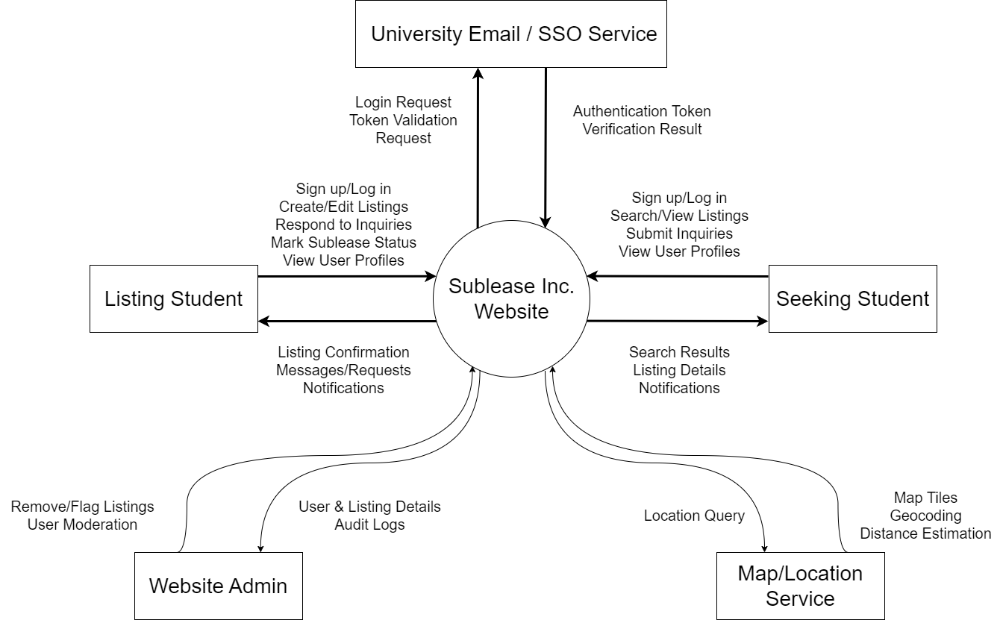 University Email / SSO Service
Login Request
Token Validation
Request
Authentication Token
Verification Result
Sign up/Log in
Create/Edit Listings
Respond to Inquiries
Mark Sublease Status
View User Profiles
Sign up/Log in
Search/View Listings
Submit Inquiries
View User Profiles
Listing Student
Sublease Inc.
Website
Seeking Student
Listing Confirmation
Messages/Requests
Notifications
Search Results
Listing Details
Notifications
Remove/Flag Listings
User Moderation
User & Listing Details
Audit Logs
Location Query
Map Tiles
Geocoding
Distance Estimation
Website Admin
Map/Location
Service